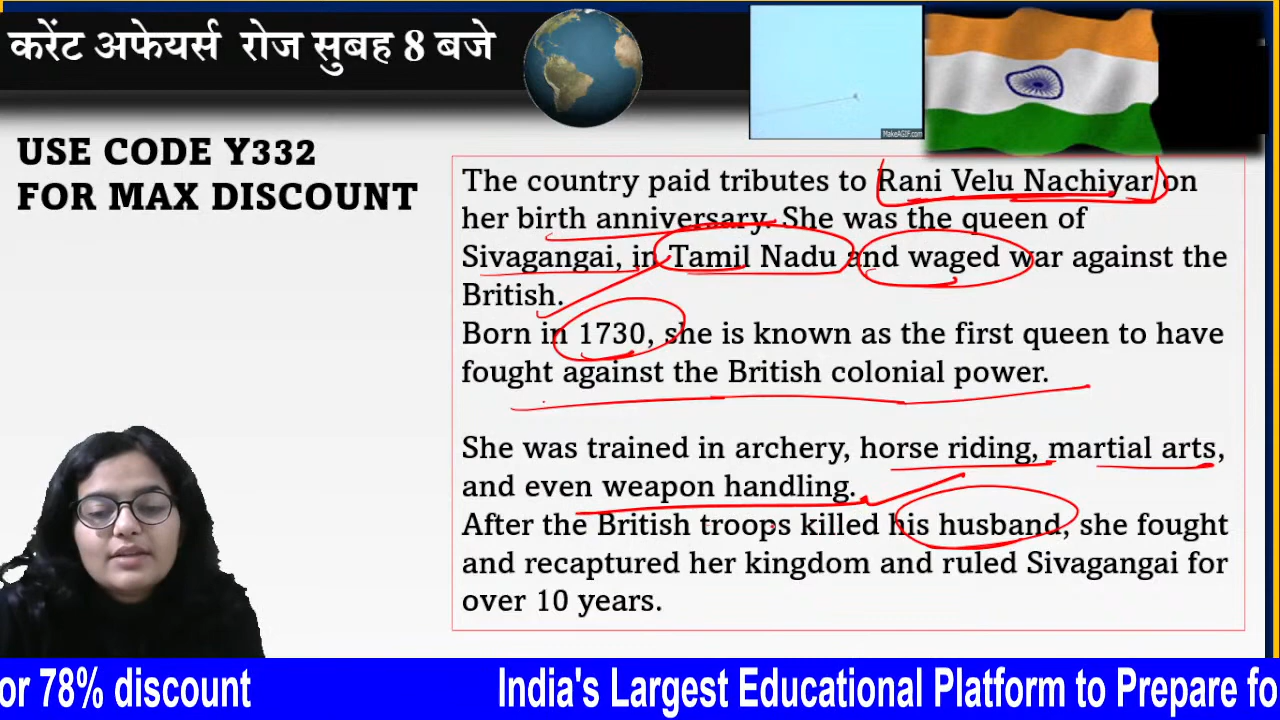 करेंट अफेयर्स रोज सुबह 8 बजे
MakeAGIF.com
USE CODE Y332
FOR MAX DISCOUNT
The country paid tributes to Rani Velu Nachiyar on
her birth anniversary. She was the queen of
Sivagangai, in Tamil Nadu and waged war against the
British.
Born in 1730, she is known as the first queen to have
fought against the British colonial power.
She was trained in archery, horse riding, martial arts,
and even weapon handling.
After the British troops killed his husband, she fought
and recaptured her kingdom and ruled Sivagangai for
over 10 years.
or 78% discount India's Largest Educational Platform to Prepare fo